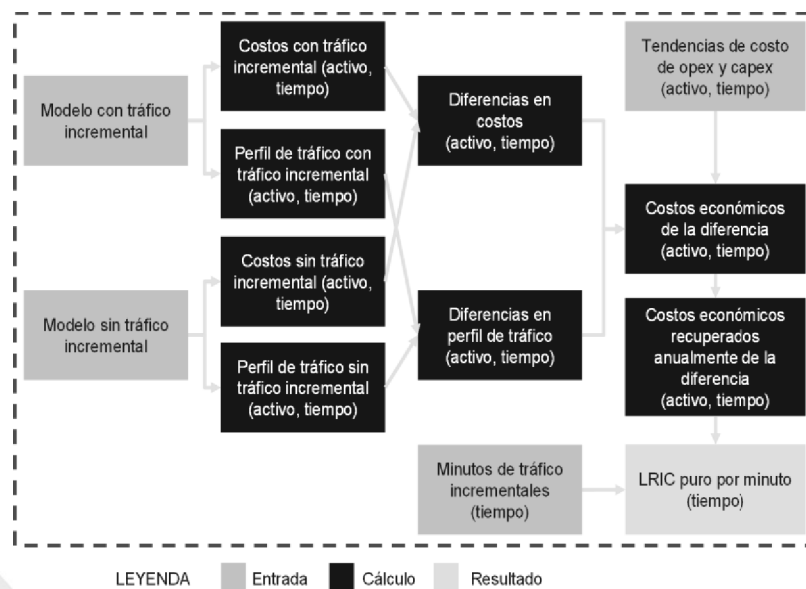 Modelo con tráfico
incremental
Modelo sin tráfico
incremental
Costos con tráfico
incremental (activo,
tiempo)
Perfil de tráfico con
tráfico incremental
(activo, tiempo)
Costos sin tráfico
incremental (activo,
tiempo)
Perfil de tráfico sin
tráfico incremental
(activo, tiempo)
Diferencias en
costos
(activo, tiempo)
Diferencias en
perfil de tráfico
(activo, tiempo)
Minutos de tráfico
incrementales
(tiempo)
Tendencias de costo
de opex y capex
(activo, tiempo)
Costos económicos
de la diferencia
(activo, tiempo)
Costos económicos
recuperados
anualmente de la
diferencia
(activo, tiempo)
LRIC puro por minuto
(tiempo)
LEYENDA
Entrada
Cálculo
Resultado